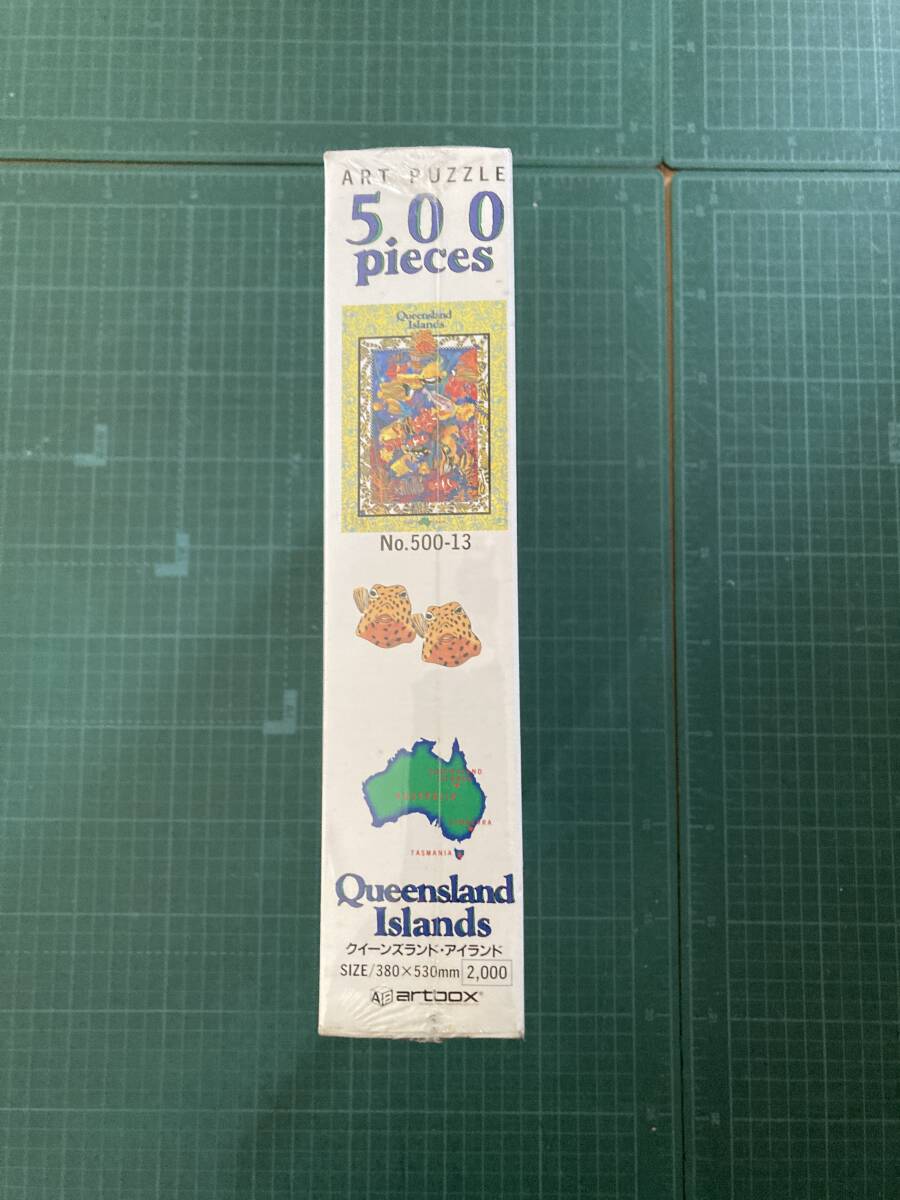 ART PUZZLE
500
pieces
Queensland
Islands
No.500-13
AUSTRALIA
TASMANIA
Queensland
Islands
クイーンズランド・アイランド
SIZE/380×530mm 2,000
artbox